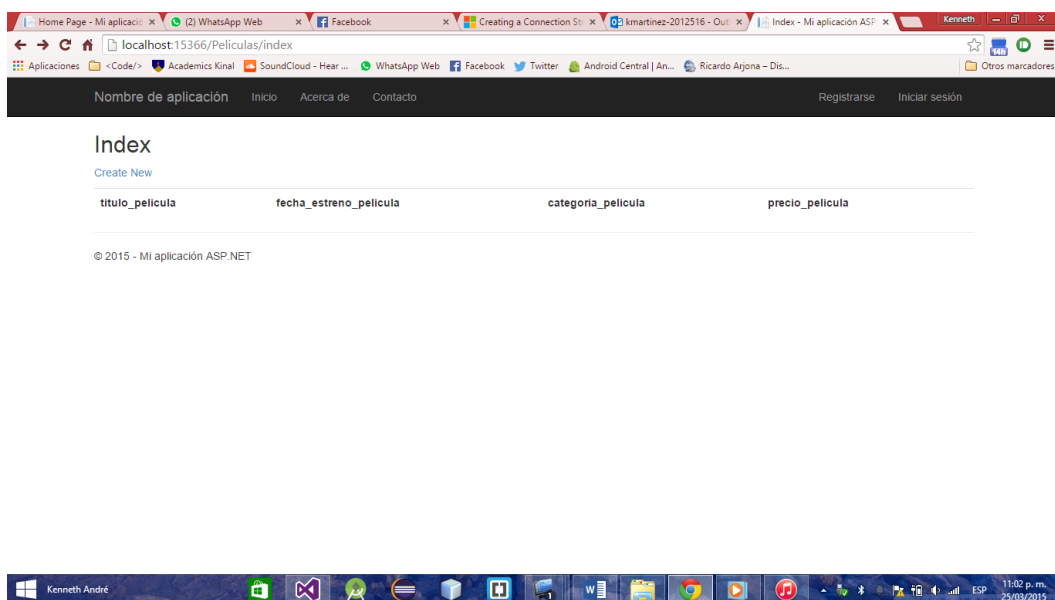 Home Page - Mi aplicació
(2) WhatsApp Web
Facebook
Creating a Connection Str
kmartinez-2012516 - Outl
Index - Mi aplicación ASP
Kenneth
localhost:15366/Peliculas/index
14h
Aplicaciones
<Code/>
Academics Kinal
SoundCloud - Hear ...
WhatsApp Web
Facebook
Twitter
Android Central | An...
Ricardo Arjona – Dis...
Otros marcadores
Nombre de aplicación
Inicio
Acerca de
Contacto
Registrarse
Iniciar sesión
Index
Create New
titulo_pelicula
fecha_estreno_pelicula
categoria_pelicula
precio_pelicula
© 2015 - Mi aplicación ASP.NET
Kenneth André
ESP
11:02 p. m.
25/03/2015